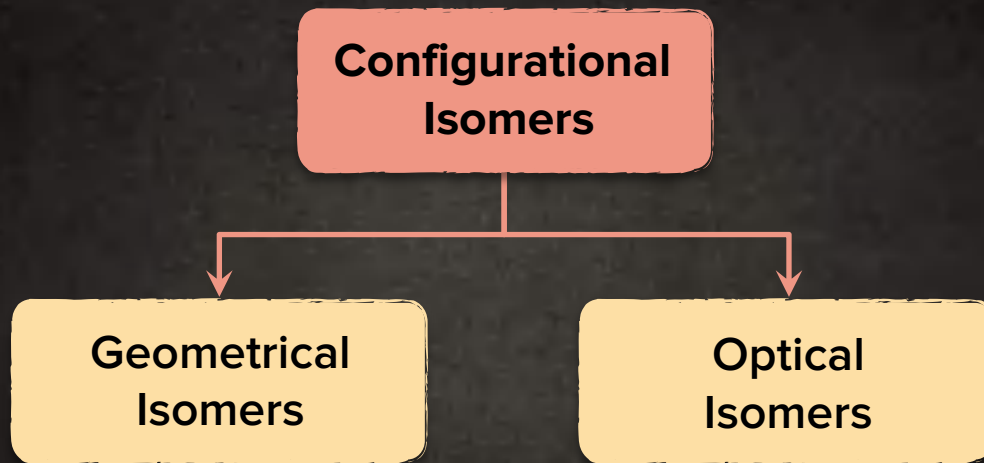 Configurational
Isomers
Geometrical
Isomers
Optical
Isomers